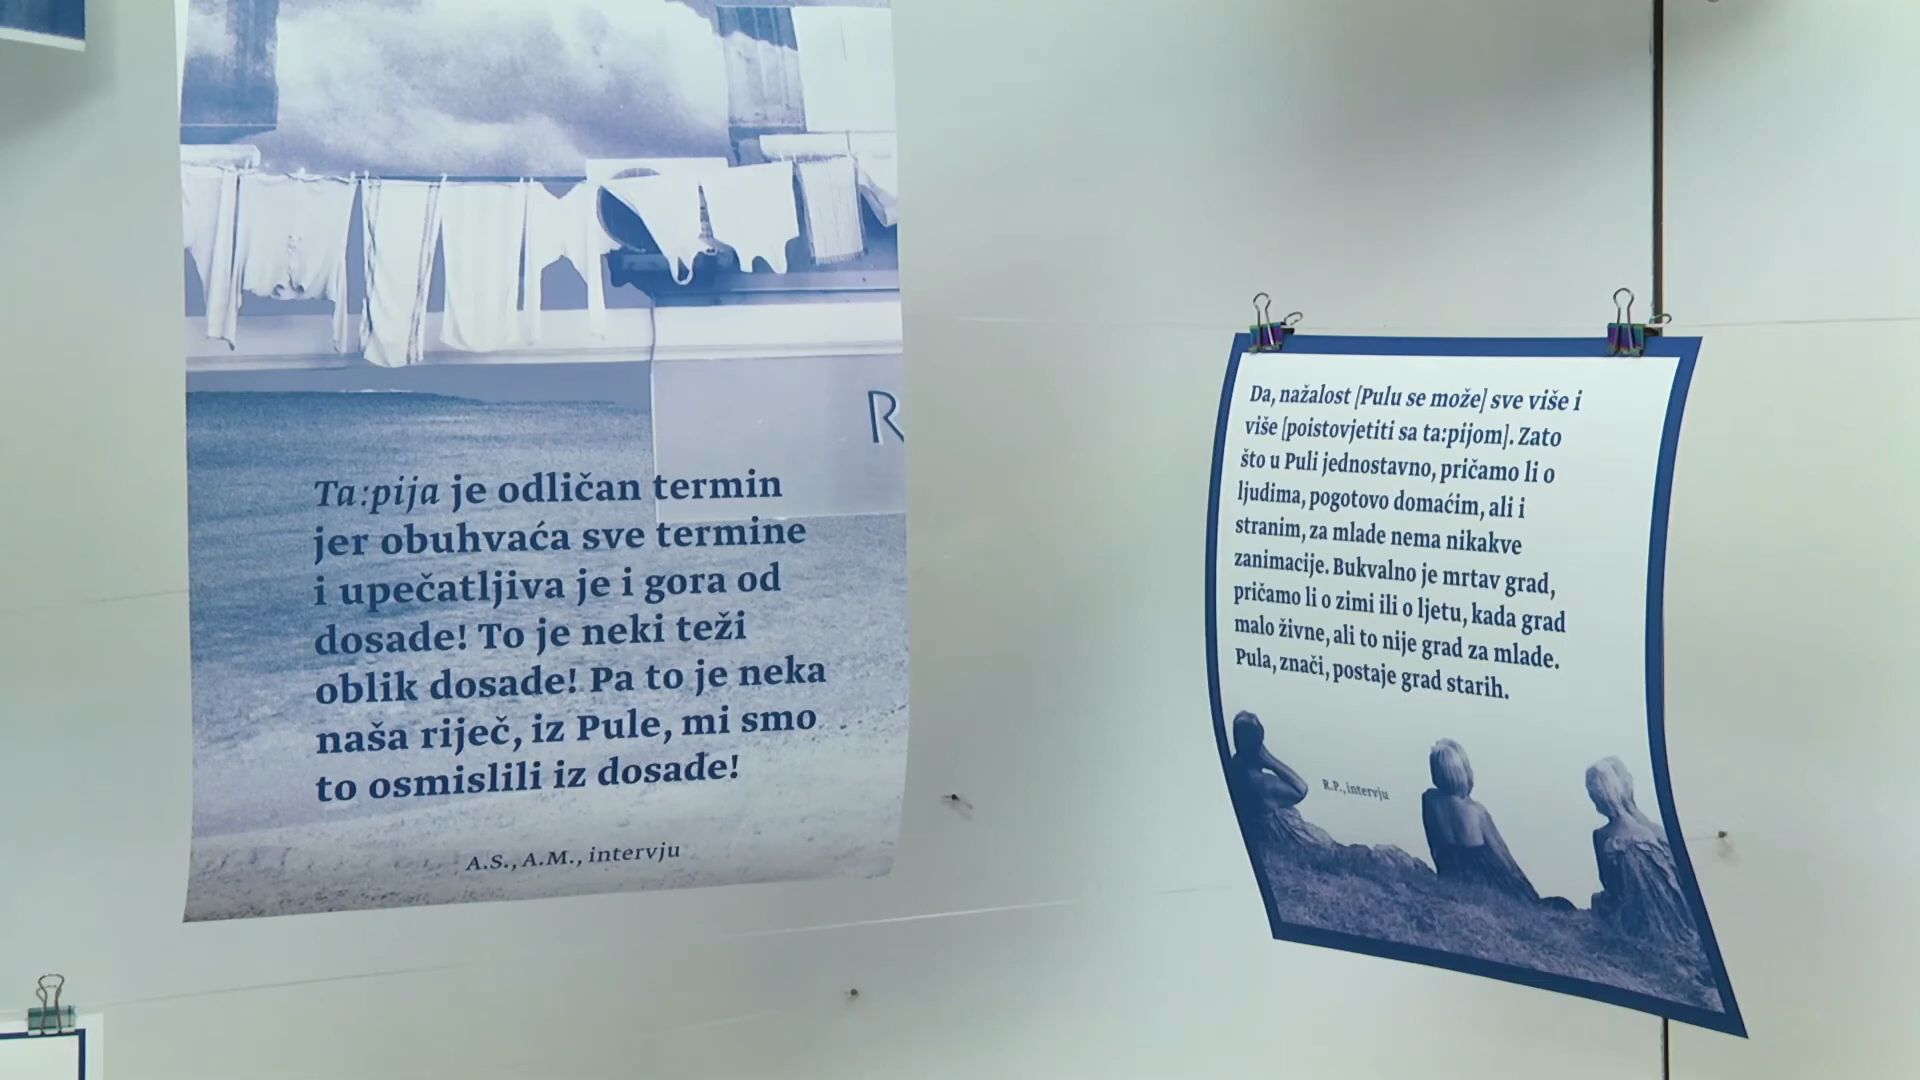 R
Ta:pija je odličan termin
jer obuhvaća sve termine
i upečatljiva je i gora od
dosade! To je neki teži
oblik dosade! Pa to je neka
naša riječ, iz Pule, mi smo
to osmislili iz dosade!
A.S., A.M., intervju
Da, nažalost [Pulu se može] sve više i
više [poistovjetiti sa ta:pijom]. Zato
što u Puli jednostavno, pričamo li o
ljudima, pogotovo domaćim, ali i
stranim, za mlade nema nikakve
zanimacije. Bukvalno je mrtav grad,
pričamo li o zimi ili o ljetu, kada grad
malo živne, ali to nije grad za mlade.
Pula, znači, postaje grad starih.
R.P., intervju